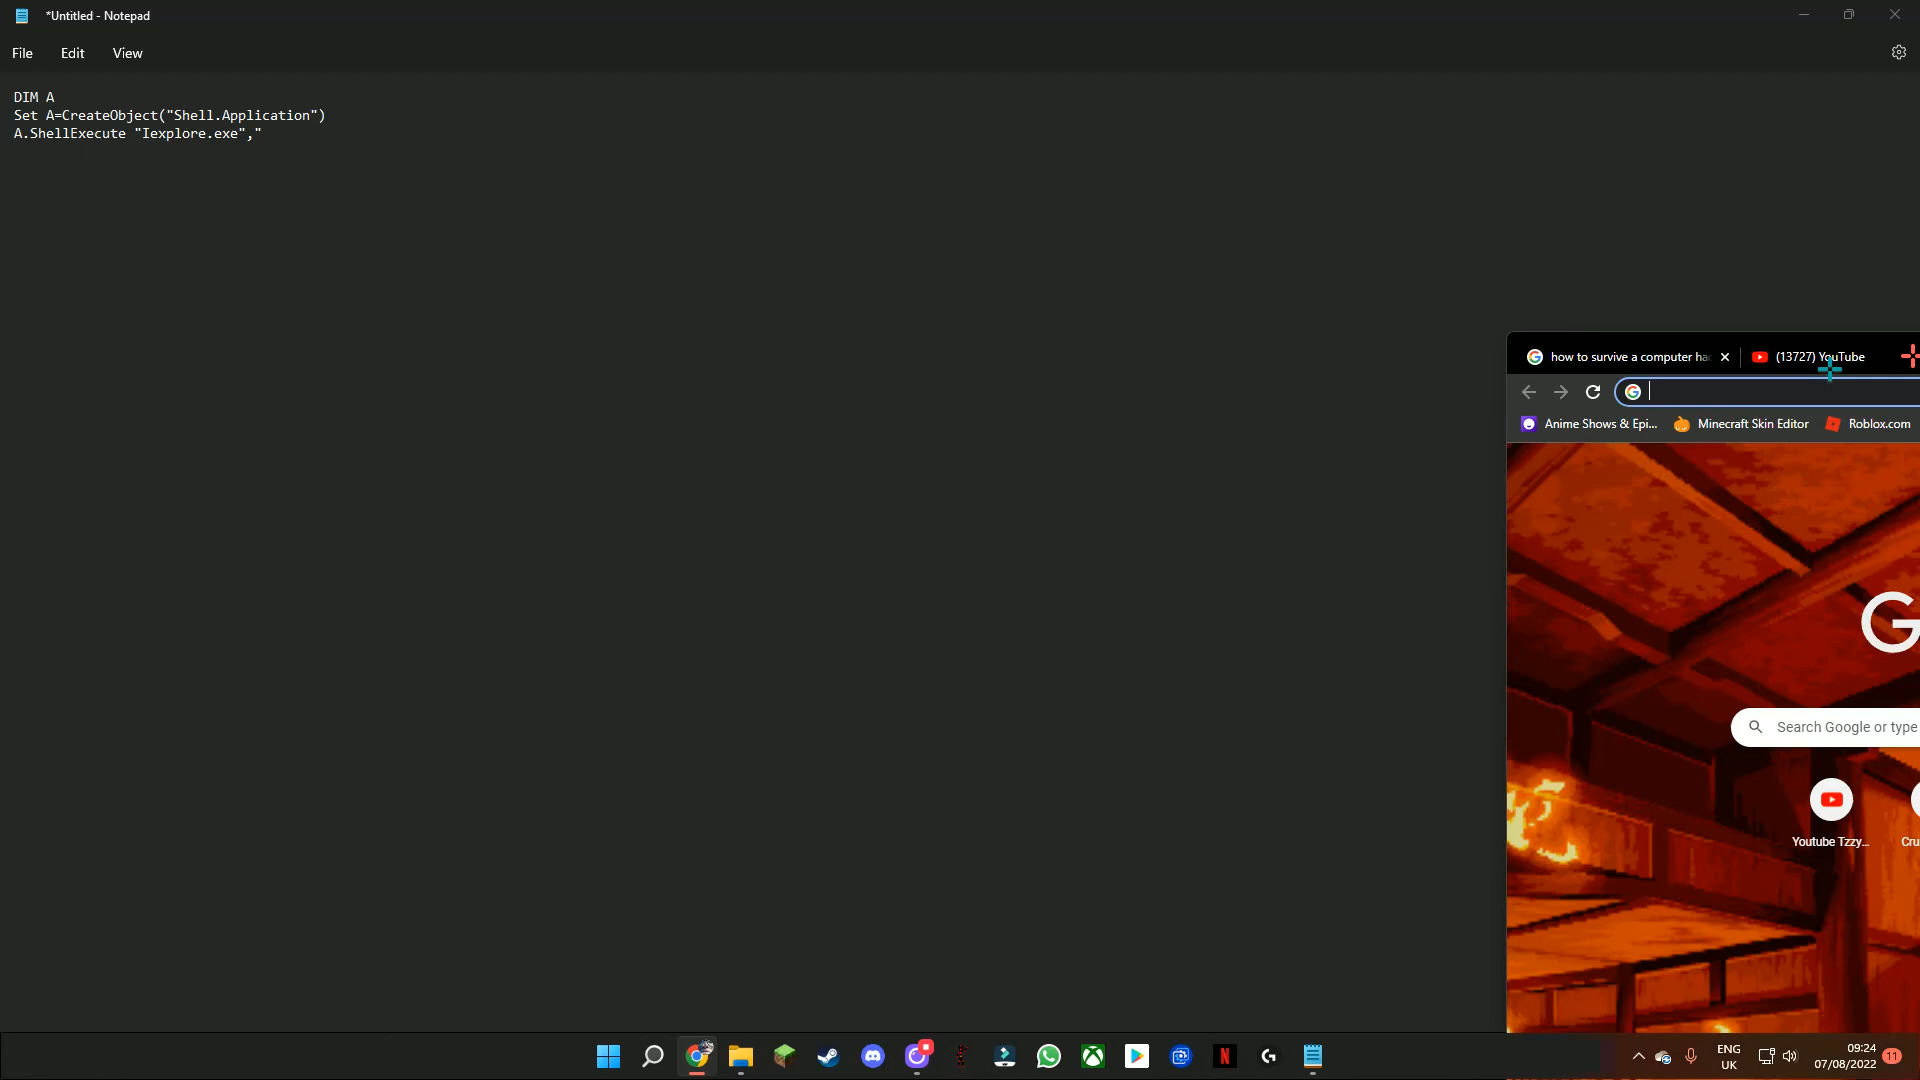 *Untitled - Notepad
File Edit View
DIM A
Set A=CreateObject("Shell.Application")
A.ShellExecute "Iexplore.exe","
how to survive a computer ha
(13727) YouTube
Anime Shows & Epi...
Minecraft Skin Editor
Roblox.com
G
Search Google or type
Youtube Tzzy...
Cru
ENG
UK
09:24
07/08/2022
11